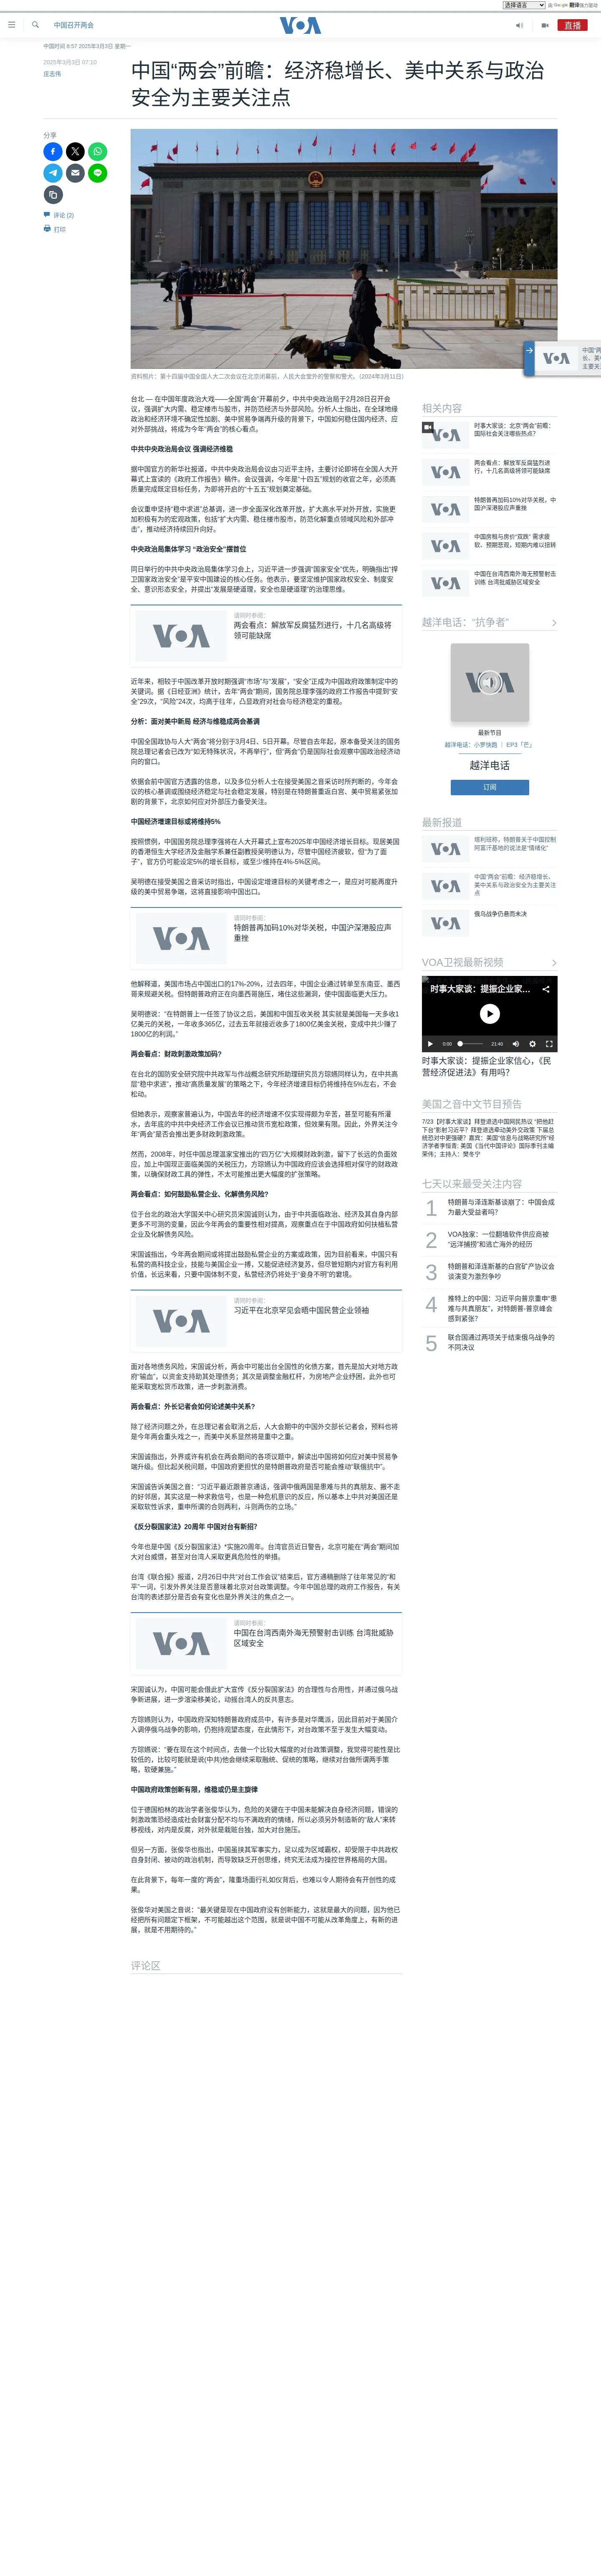 选择语言
由 Google 翻译强力驱动
中国召开两会
VOA
直播
中国时间 8:57 2025年3月3日 星期一
2025年3月3日 07:10
庄志伟
中国“两会”前瞻：经济稳增长、美中关系与政治
安全为主要关注点
分享
评论 (2)
打印
资料照片：第十四届中国全国人大二次会议在北京闭幕前，人民大会堂外的警察和警犬。（2024年3月11日）
台北 — 在中国年度政治大戏——全国“两会”开幕前夕，中共中央政治局于2月28日召开会
议，强调扩大内需、稳定楼市与股市，并防范经济与外部风险。分析人士指出，在全球地缘
政治和经济环境不确定性加剧、美中贸易争端再升级的背景下，中国如何稳住国内经济、应
对外部挑战，将成为今年“两会”的核心看点。
中共中央政治局会议 强调经济维稳
据中国官方的新华社报道，中共中央政治局会议由习近平主持，主要讨论即将在全国人大开
幕式上宣读的《政府工作报告》稿件。会议强调，今年是“十四五”规划的收官之年，必须高
质量完成既定目标任务，为即将开启的“十五五”规划奠定基础。
会议重申坚持“稳中求进”总基调，进一步全面深化改革开放，扩大高水平对外开放，实施更
加积极有为的宏观政策，包括“扩大内需、稳住楼市股市，防范化解重点领域风险和外部冲
击”，推动经济持续回升向好。
中央政治局集体学习 “政治安全”摆首位
同日举行的中共中央政治局集体学习会上，习近平进一步强调“国家安全”优先，明确指出“捍
卫国家政治安全”是平安中国建设的核心任务。他表示，要坚定维护国家政权安全、制度安
全、意识形态安全，并提出“发展是硬道理，安全也是硬道理”的治理思维。
请同时参阅：
两会看点：解放军反腐猛烈进行，十几名高级将
领可能缺席
近年来，相较于中国改革开放时期强调“市场”与“发展”，“安全”正成为中国政府政策制定中的
关键词。据《日经亚洲》统计，去年“两会”期间，国务院总理李强的政府工作报告中提到“安
全”29次，“风险”24次，均高于往年，凸显政府对社会与经济稳定的重视。
分析：面对美中新局 经济与维稳成两会基调
中国全国政协与人大“两会”将分别于3月4日、5日开幕。尽管自去年起，原本备受关注的国务
院总理记者会已改为“如无特殊状况，不再举行”，但“两会”仍是国际社会观察中国政治经济动
向的窗口。
依据会前中国官方透露的信息，以及多位分析人士在接受美国之音采访时所判断的，今年会
议的核心基调或围绕经济稳定与社会稳定发展，特别是在特朗普重返白宫、美中贸易紧张加
剧的背景下，北京如何应对外部压力备受关注。
中国经济增速目标或将维持5%
按照惯例，中国国务院总理李强将在人大开幕式上宣布2025年中国经济增长目标。现居美国
的香港恒生大学经济及金融学系兼任副教授吴明德认为，尽管中国经济疲软，但“为了面
子”，官方仍可能设定5%的增长目标，或至少维持在4%-5%区间。
吴明德在接受美国之音采访时指出，中国设定增速目标的关键考虑之一，是应对可能再度升
级的美中贸易争端，这将直接影响中国出口。
请同时参阅：
特朗普再加码10%对华关税，中国沪深港股应声
重挫
他解释道，美国市场占中国出口的17%-20%，过去四年，中国企业通过转单至东南亚、墨西
哥来规避关税。但特朗普政府正在向墨西哥施压，堵住这些漏洞，使中国面临更大压力。
吴明德说：“在特朗普上一任签了协议之后，美国和中国互收关税 其实就是美国每一天多收1
亿美元的关税，一年收多365亿，过去五年就接近收多了1800亿美金关税，变成中共少赚了
1800亿的利润。”
两会看点：财政刺激政策加码？
在台北的国防安全研究院中共政军与作战概念研究所助理研究员方琮嬿同样认为，在中共高
层“稳中求进”，推动“高质量发展”的策略之下，今年经济增速目标仍将维持在5%左右，不会
松动。
但她表示，观察家普遍认为，中国去年的经济增速不仅实现得颇为辛苦，甚至可能有所灌
水，去年底的中共中央经济工作会议已推动货币宽松政策，但效果有限。因此，外界关注今
年“两会”是否会推出更多财政刺激政策。
然而，2008年，时任中国总理温家宝推出的“四万亿”大规模财政刺激，留下了长远的负面效
应，加上中国现正面临美国的关税压力，方琮嬿认为中国政府应该会选择相对保守的财政政
策，以确保财政工具的弹性，不太可能推出更大幅度的扩张策略。
两会看点：如何鼓励私营企业、化解债务风险？
位于台北的政治大学国关中心研究员宋国诚则认为，由于中共面临政治、经济及其自身内部
更多不可测的变量，因此今年两会的重要性相对提高，观察重点在于中国政府如何扶植私营
企业及化解债务风险。
宋国诚指出，今年两会期间或将提出鼓励私营企业的方案或政策，因为目前看来，中国只有
私营的高科技企业，技能与美国企业一搏，又能促进经济复苏，但尽管短期内对官方有利用
价值，长远来看，只要中国体制不变，私营经济仍将处于“妾身不明”的窘境。
请同时参阅：
习近平在北京罕见会晤中国民营企业领袖
面对各地债务风险，宋国诚分析，两会中可能出台全国性的化债方案，首先是加大对地方政
府“输血”，以资金支持助其处理债务；其次是调整金融杠杆，为房地产企业纾困，此外也可
能采取宽松货币政策，进一步刺激消费。
两会看点：外长记者会如何论述美中关系？
除了经济问题之外，在总理记者会取消之后，人大会期中的中国外交部长记者会，预料也将
是今年两会重头戏之一，而美中关系显然将是重中之重。
宋国诚指出，外界或许有机会在两会期间的各项议题中，解读出中国将如何应对美中贸易争
端升级。但比起关税问题，中国政府更担忧的是特朗普政府是否可能会推动“联俄抗中”。
宋国诚告诉美国之音：“习近平最近跟普京通话，强调中俄两国是患难与共的真朋友、搬不走
的好邻居，其实这是一种求救信号，也是一种危机意识的反应，所以基本上中共对美国还是
采取软性诉求，重申所谓的合则两利，斗则两伤的立场。”
《反分裂国家法》20周年 中国对台有新招？
今年也是中国《反分裂国家法》*实施20周年。台湾官员近日警告，北京可能在“两会”期间加
大对台威慑，甚至对台湾人采取更具危险性的举措。
台湾《联合报》报道，2月26日中共“对台工作会议”结束后，官方通稿删除了往年常见的“和
平”一词，引发外界关注是否意味着北京对台政策调整。今年中国总理的政府工作报告，有关
台湾的表述部分是否会有变化也是外界关注的焦点之一。
请同时参阅：
中国在台湾西南外海无预警射击训练 台湾批威胁
区域安全
宋国诚认为，中国可能会借此扩大宣传《反分裂国家法》的合理性与合用性，并通过俄乌战
争新进展，进一步渲染移美论，动摇台湾人的反共意志。
方琮嬿则认为，中国政府深知特朗普政府成员中，有许多是对华鹰派，因此目前对于美国介
入调停俄乌战争的影响，仍抱持观望态度，在此情形下，对台政策不至于发生大幅变动。
方琮嬿说：“要在现在这个时间点，去做一个比较大幅度的对台政策调整，我觉得可能性是比
较低的，比较可能就是说(中共)他会继续采取融统、促统的策略，继续对台做所谓两手策
略，软硬兼施。”
中国政府政策创新有限，维稳或仍是主旋律
位于德国柏林的政治学者张俊华认为，危险的关键在于中国未能解决自身经济问题，错误的
刺激政策恐经造成社会财富分配不均与不满政府的情绪，所以必须另外制造新的“敌人”来转
移视线，对内是反腐，对外就是栽赃台独，加大对台施压。
但另一方面，张俊华也指出，中国虽挟其军事实力，足以成为区域霸权，却受限于中共政权
自身封闭、被动的政治机制，而导致缺乏开创思维，终究无法成为操控世界格局的大国。
在此背景下，每年一度的“两会”，隆重场面行礼如仪背后，也难以令人期待会有开创性的成
果。
张俊华对美国之音说：“最关键是现在中国政府没有创新能力，这就是最大的问题，因为他已
经把所有问题定下框架，不可能越出这个范围，就是说中国不可能从改革角度上，有新的进
展，就是不用期待的。”
评论区
相关内容
时事大家谈：北京“两会”前瞻：
国际社会关注哪些热点？
两会看点：解放军反腐猛烈进
行，十几名高级将领可能缺席
特朗普再加码10%对华关税，中
国沪深港股应声重挫
中国房租与房价“双跌” 需求疲
软、预期悲观，短期内难以扭转
中国在台湾西南外海无预警射击
训练 台湾批威胁区域安全
越洋电话：“抗争者”
最新节目
越洋电话：小梦快跑 ｜ EP3「芒」
越洋电话
订阅
最新报道
塔利班称，特朗普关于中国控制
阿富汗基地的说法是“情绪化”
中国“两会”前瞻：经济稳增长、
美中关系与政治安全为主要关注
点
俄乌战争仍悬而未决
VOA卫视最新视频
时事大家谈：提振企业家…
0:00
21:40
时事大家谈：提振企业家信心，《民
营经济促进法》有用吗？
美国之音中文节目预告
7/23【时事大家谈】拜登退选中国网民热议 “把他赶
下台”影射习近平？拜登退选牵动美外交政策 下届总
统恐对中更强硬？嘉宾：美国“信息与战略研究所”经
济学者李恒青; 美国《当代中国评论》国际季刊主编
荣伟；主持人：樊冬宁
七天以来最受关注内容
1 特朗普与泽连斯基谈崩了：中国会成
为最大受益者吗？
2 VOA独家：一位翻墙软件供应商被
“远洋捕捞”和逃亡海外的经历
3 特朗普和泽连斯基的白宫矿产协议会
谈演变为激烈争吵
4 推特上的中国：习近平向普京重申“患
难与共真朋友”，对特朗普-普京峰会
感到紧张？
5 联合国通过两项关于结束俄乌战争的
不同决议